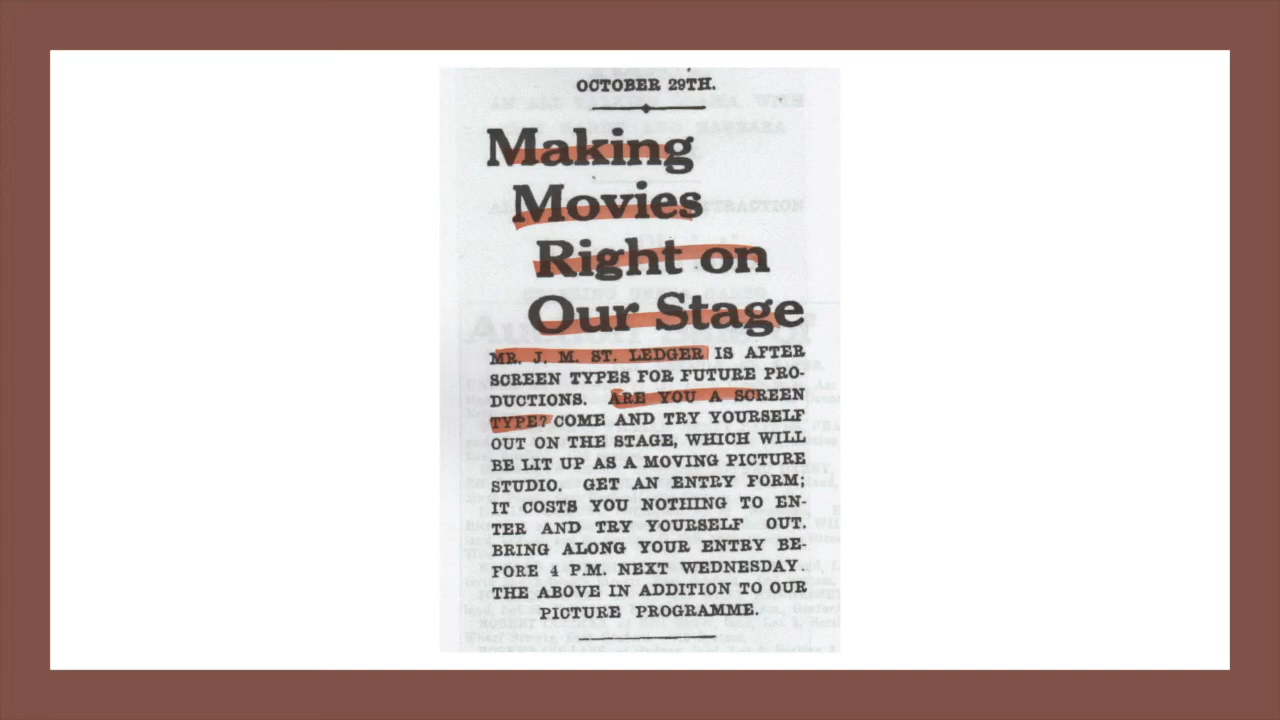 OCTOBER 29TH.
Making
Movies
Right on
Our Stage
MR. J. M. ST. LEDGER IS AFTER
SCREEN TYPES FOR FUTURE PRO-
DUCTIONS. ARE YOU A SCREEN
TYPE? COME AND TRY YOURSELF
OUT ON THE STAGE, WHICH WILL
BE LIT UP AS A MOVING PICTURE
STUDIO. GET AN ENTRY FORM;
IT COSTS YOU NOTHING TO EN-
TER AND TRY YOURSELF OUT.
BRING ALONG YOUR ENTRY BE-
FORE 4 P.M. NEXT WEDNESDAY.
THE ABOVE IN ADDITION TO OUR
PICTURE PROGRAMME.